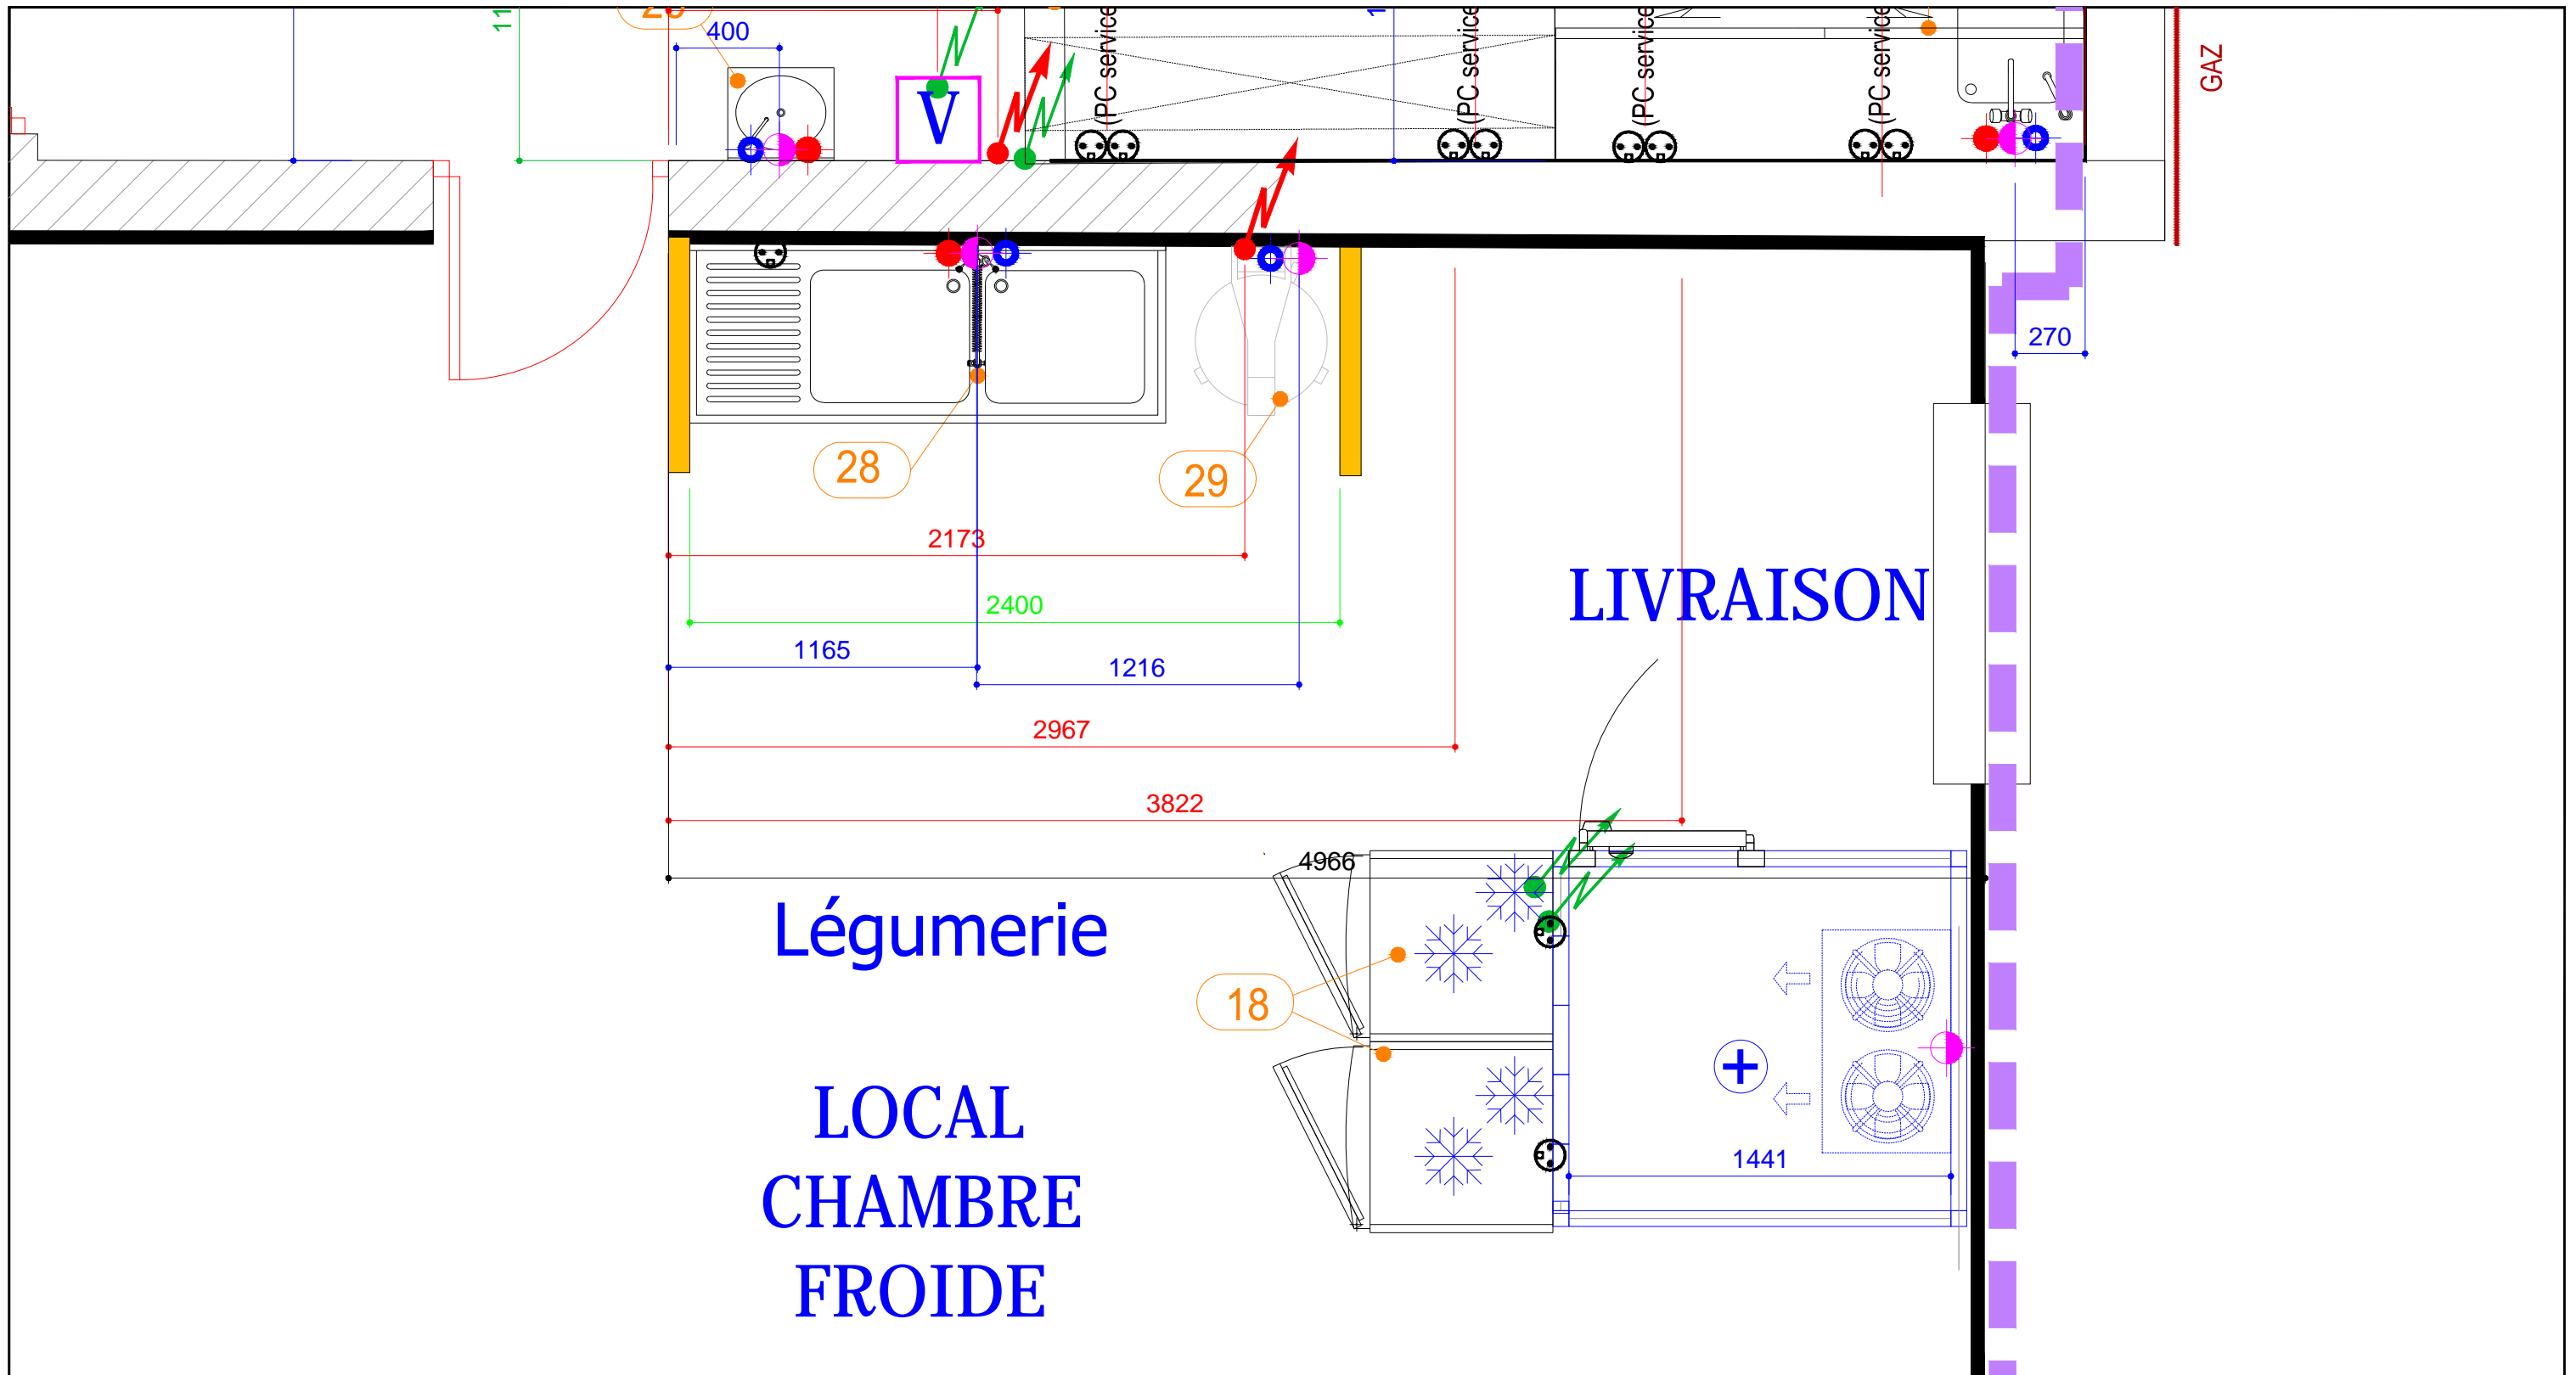 400
V
(PC service
(PC service
(PC service
(PC service
GAZ
270
28
29
2173
2400
LIVRAISON
1165
1216
2967
3822
4966
Légumerie
18
LOCAL
CHAMBRE
FROIDE
1441